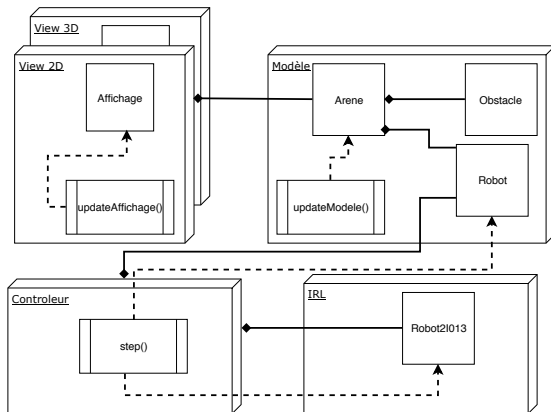 View 3D
View 2D
Affichage
updateAffichage()
Modèle
Arene
Obstacle
Robot
updateModele()
Controleur
step()
IRL
Robot2I013